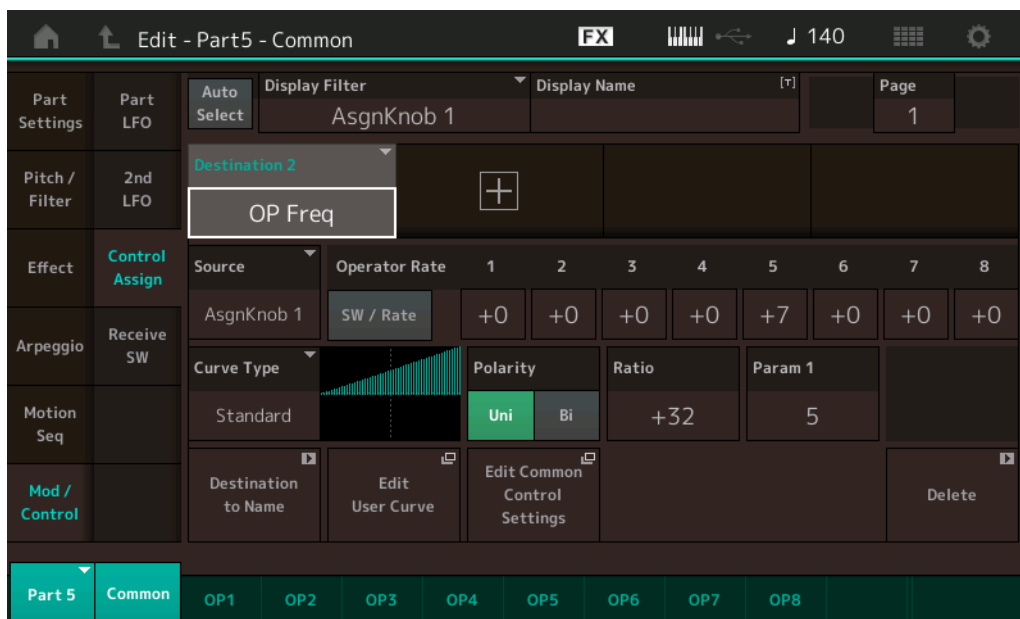 Edit - Part5 - Common FX ♩ 140
Part Settings
Part LFO
Auto Select
Display Filter
AsgnKnob 1
Display Name [T]
Page
1
Pitch / Filter
2nd LFO
Destination 2
OP Freq
Effect
Control Assign
Source
Operator Rate 1 2 3 4 5 6 7 8
AsgnKnob 1
SW / Rate +0 +0 +0 +0 +7 +0 +0 +0
Arpeggio
Receive SW
Curve Type
Standard
Polarity
Uni Bi
Ratio
+32
Param 1
5
Motion Seq
Mod / Control
Destination to Name
Edit User Curve
Edit Common Control Settings
Delete
Part 5 Common OP1 OP2 OP3 OP4 OP5 OP6 OP7 OP8